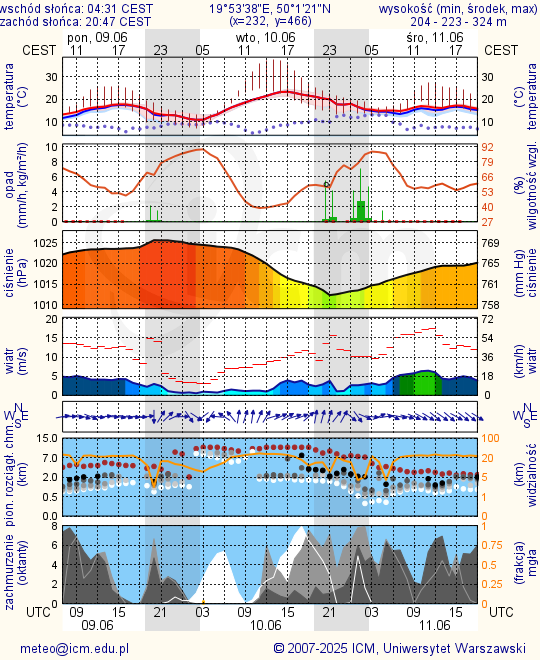 wschód słońca: 04:31 CEST 19°53'38"E, 50°1'21"N wysokość (min, środek, max)
zachód słońca: 20:47 CEST (x=232, y=466) 204 - 223 - 324 m
pon, 09.06 wto, 10.06 śro, 11.06
CEST 11 17 23 05 11 17 23 05 11 17 CEST
temperatura (°C) 30 20 10 30 20 10 (°C) temperatura
opad (mm/h, kg/m²/h) 10 8 6 4 2 0 92 79 66 53 40 27 (%) wilgotność wzgl.
ciśnienie (hPa) 1025 1020 1015 1010 769 765 761 758 (mm Hg) ciśnienie
wiatr (m/s) 20 15 10 5 0 72 54 36 18 0 (km/h) wiatr
N W E S N W E S
pion. rozciągł. chm. (km) 15.0 7.0 2.0 0.5 0.0 100 20 5 1 0 (km) widzialność
zachmurzenie (oktanty) 8 6 4 2 0 1 0.75 0.5 0.25 0 (frakcja) mgła
UTC 09 15 21 03 09 15 21 03 09 15 UTC
09.06 10.06 11.06
meteo@icm.edu.pl © 2007-2025 ICM, Uniwersytet Warszawski